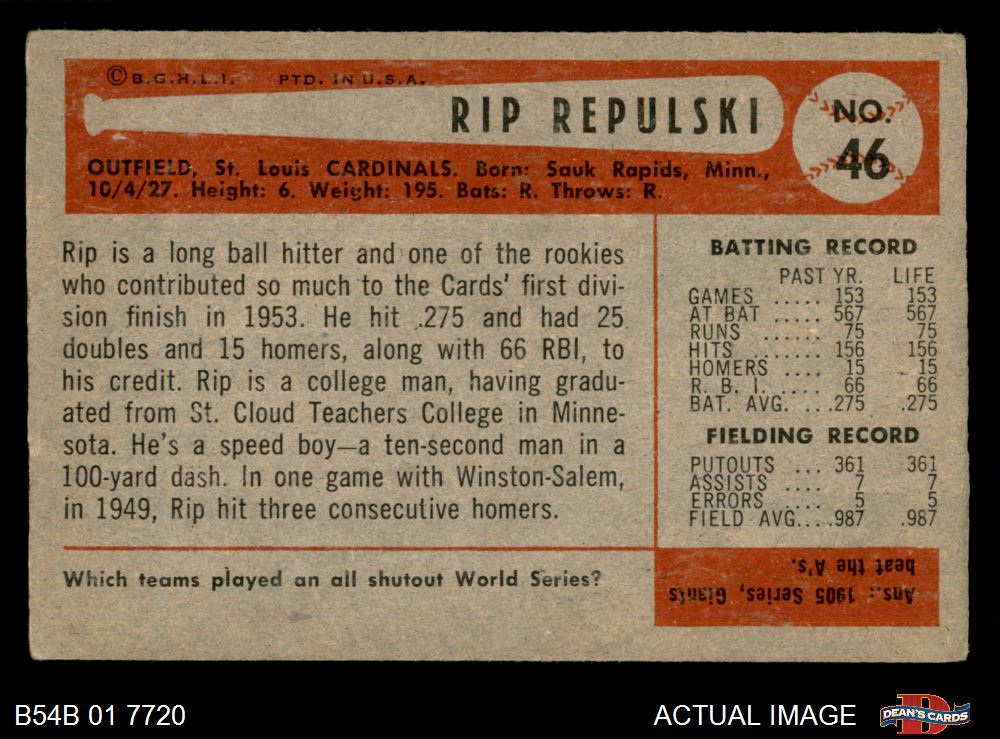 ©B.G.H.L.I. PTD. IN U.S.A.
RIP REPULSKI
NO.
46
OUTFIELD, St. Louis CARDINALS. Born: Sauk Rapids, Minn.,
10/4/27. Height: 6. Weight: 195. Bats: R. Throws: R.
Rip is a long ball hitter and one of the rookies
who contributed so much to the Cards' first divi-
sion finish in 1953. He hit .275 and had 25
doubles and 15 homers, along with 66 RBI, to
his credit. Rip is a college man, having gradu-
ated from St. Cloud Teachers College in Minne-
sota. He's a speed boy—a ten-second man in a
100-yard dash. In one game with Winston-Salem,
in 1949, Rip hit three consecutive homers.
Which teams played an all shutout World Series?
BATTING RECORD
PAST YR. LIFE
GAMES ..... 153 153
AT BAT ..... 567 567
RUNS ...... 75 75
HITS ....... 156 156
HOMERS .... 15 15
R. B. I. ..... 66 66
BAT. AVG. ...275 .275
FIELDING RECORD
PUTOUTS ... 361 361
ASSISTS .... 7 7
ERRORS .... 5 5
FIELD AVG.. . .987 .987
Ans.: 1905 Series, Giants
beat the A's.
B54B 01 7720
ACTUAL IMAGE
DEAN'S CARDS